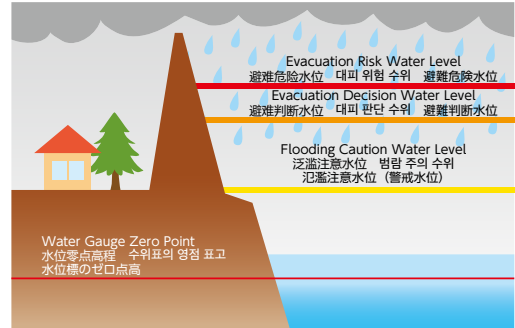 Evacuation Risk Water Level
避难危险水位 대피 위험 수위 避難危険水位
Evacuation Decision Water Level
避难判断水位 대피 판단 수위 避難判断水位
Flooding Caution Water Level
泛滥注意水位 범람 주의 수위
氾濫注意水位（警戒水位）
Water Gauge Zero Point
水位零点高程 수위표의 영점 표고
水位標のゼロ点高